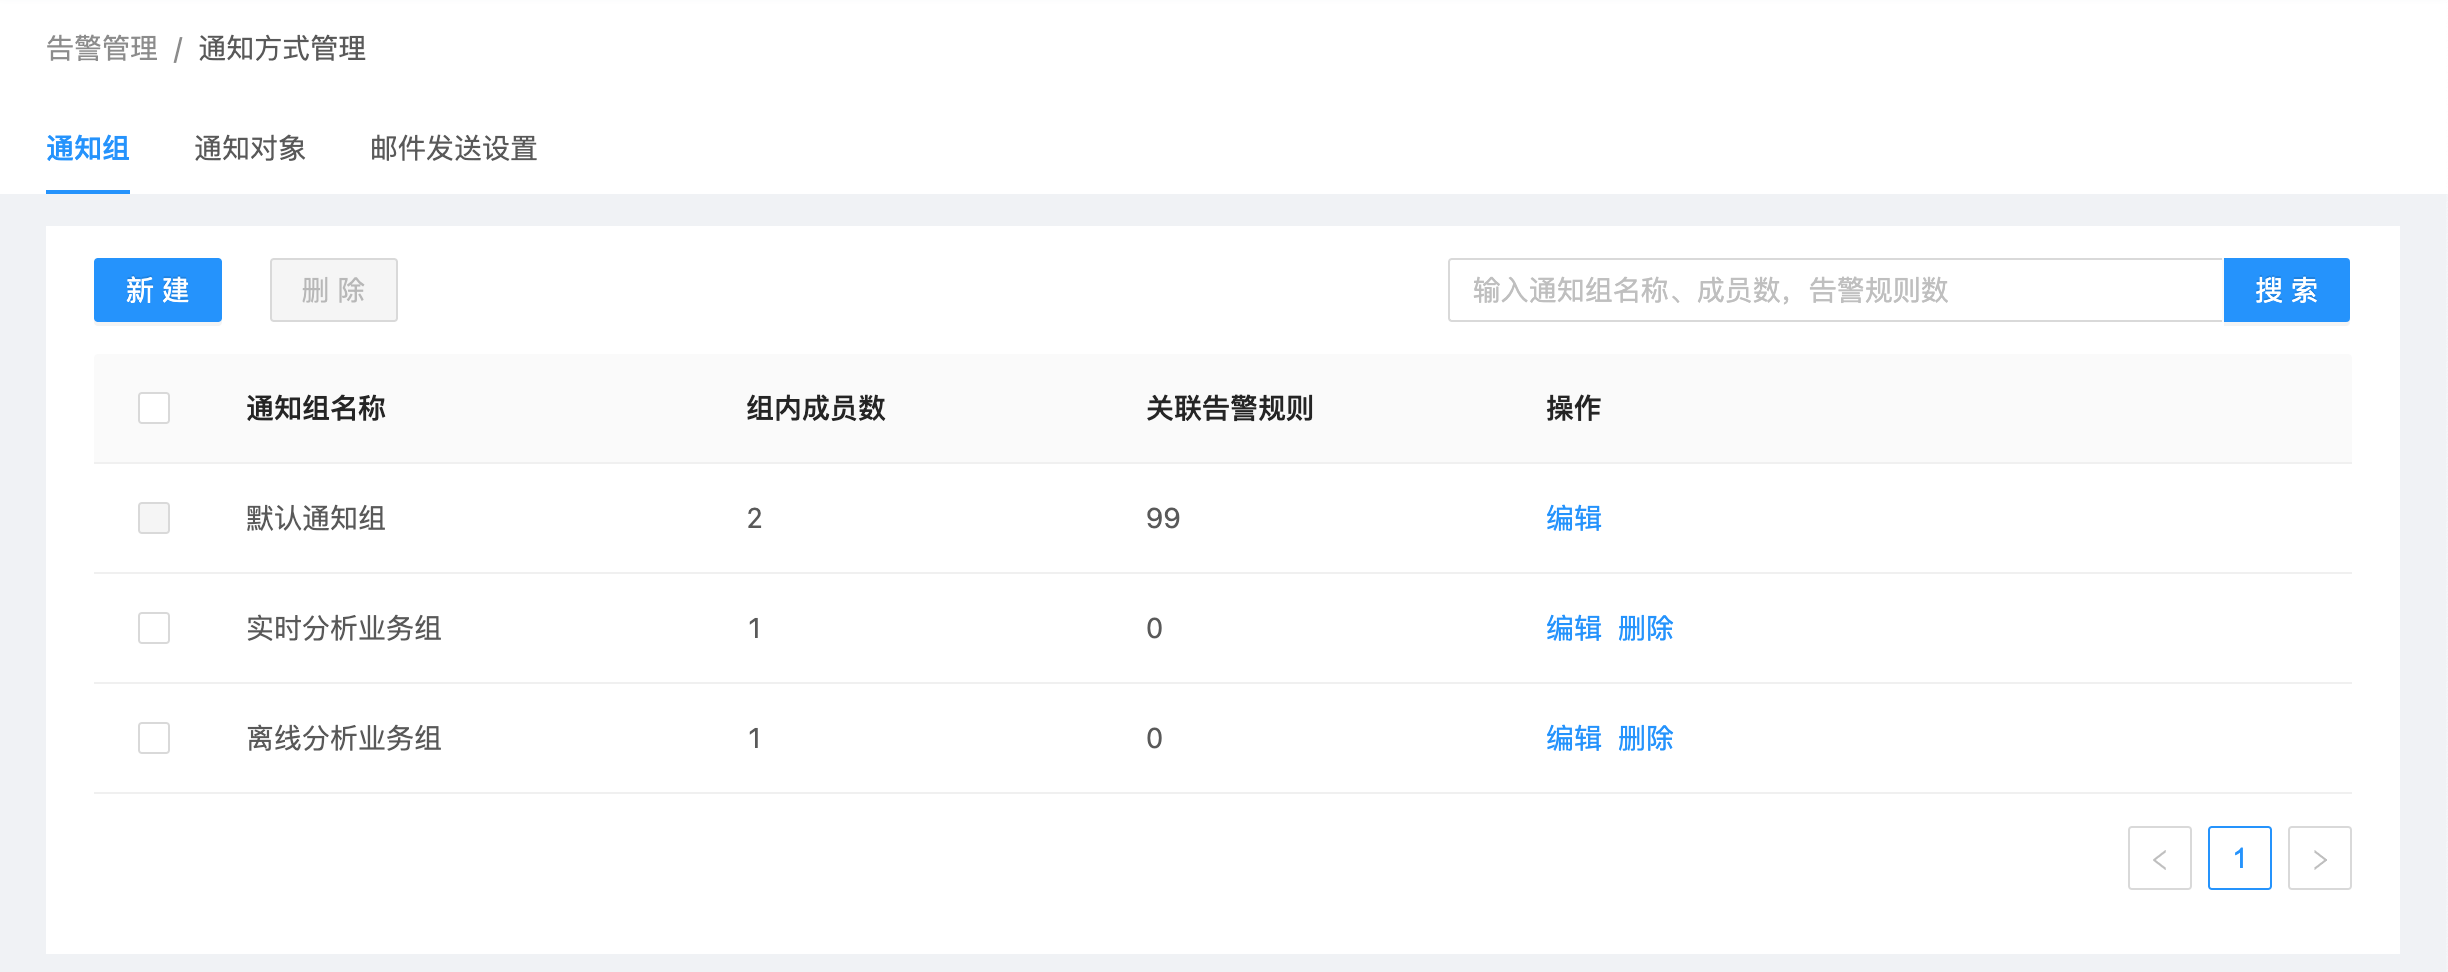 告警管理 / 通知方式管理
通知组 通知对象 邮件发送设置
新建 删除 输入通知组名称、成员数，告警规则数 搜索
通知组名称 组内成员数 关联告警规则 操作
默认通知组 2 99 编辑
实时分析业务组 1 0 编辑 删除
离线分析业务组 1 0 编辑 删除
< 1 >